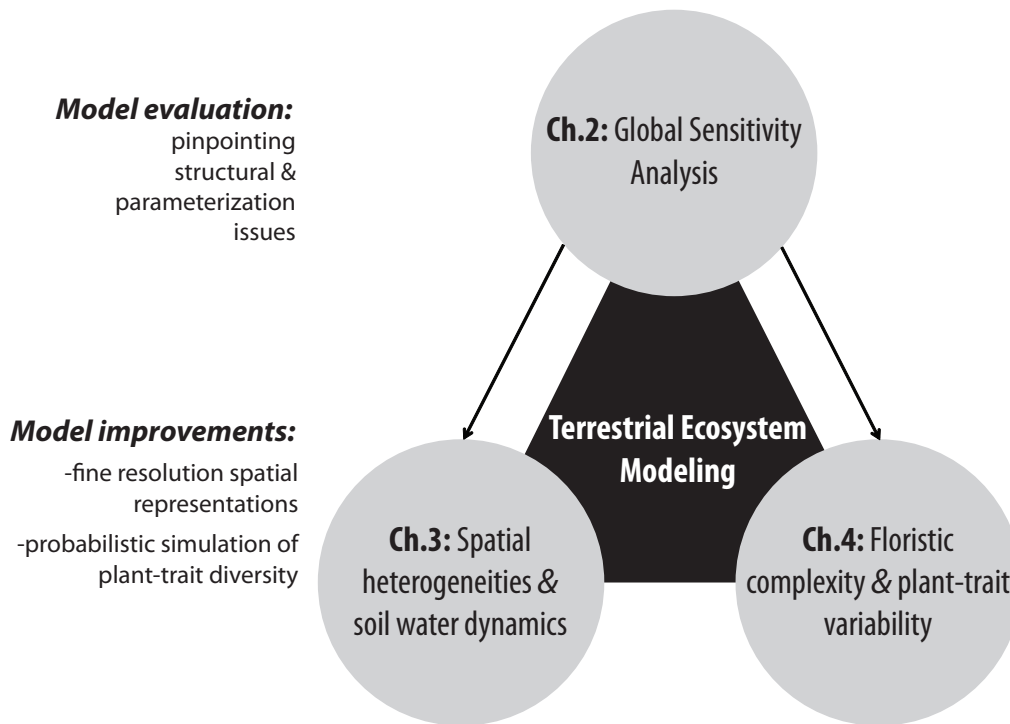 Model evaluation:
pinpointing
structural &
parameterization
issues
Ch.2: Global Sensitivity
Analysis
Terrestrial Ecosystem
Modeling
Model improvements:
-fine resolution spatial
representations
-probabilistic simulation of
plant-trait diversity
Ch.3: Spatial
heterogeneities &
soil water dynamics
Ch.4: Floristic
complexity & plant-trait
variability